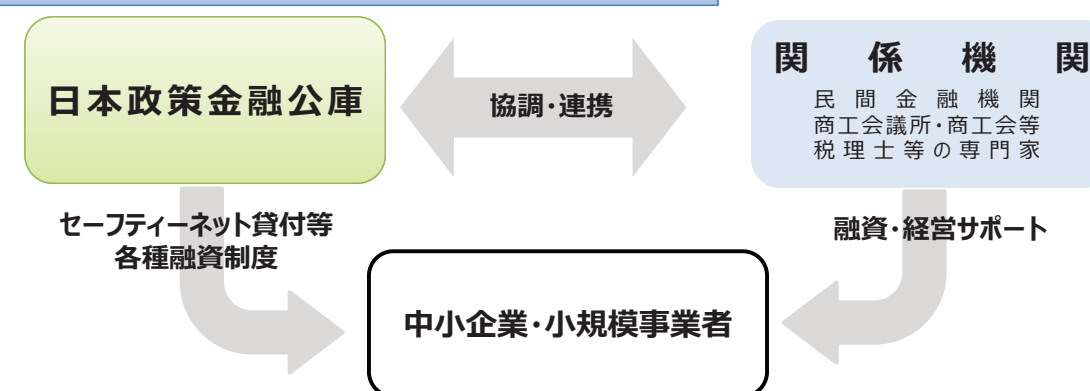 日本政策金融公庫
協調・連携
関係機関
民間金融機関
商工会議所・商工会等
税理士等の専門家
セーフティーネット貸付等
各種融資制度
融資・経営サポート
中小企業・小規模事業者